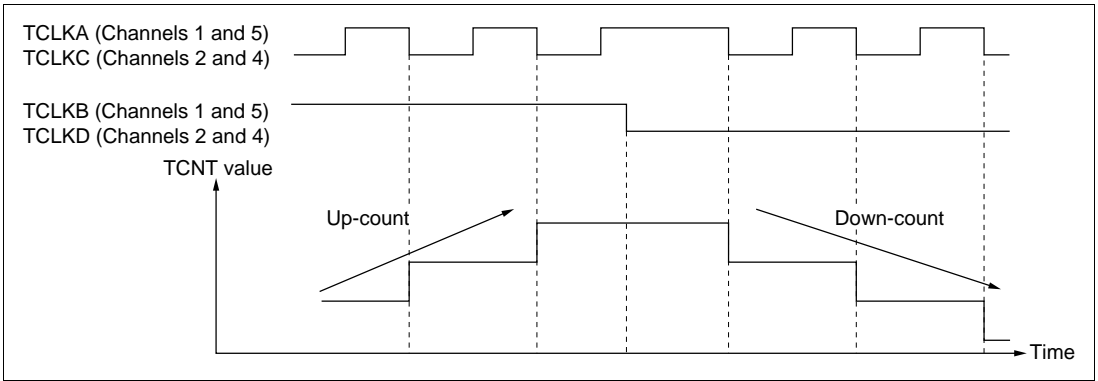 TCLKA (Channels 1 and 5)
TCLKC (Channels 2 and 4)
TCLKB (Channels 1 and 5)
TCLKD (Channels 2 and 4)
TCNT value
Up-count
Down-count
Time